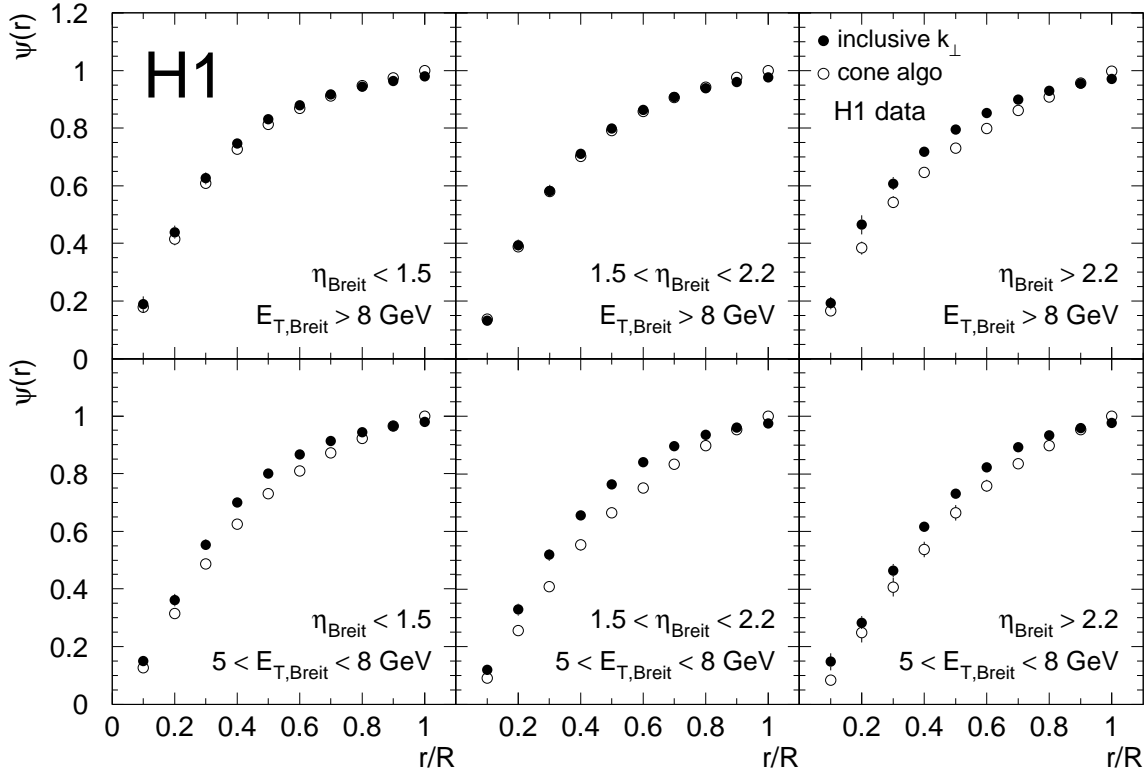 ψ(r)
1.2
1
0.8
0.6
0.4
0.2
0
H1
η_Breit < 1.5
E_T,Breit > 8 GeV
1.5 < η_Breit < 2.2
E_T,Breit > 8 GeV
inclusive k_⊥
cone algo
H1 data
η_Breit > 2.2
E_T,Breit > 8 GeV
ψ(r)
1
0.8
0.6
0.4
0.2
0
η_Breit < 1.5
5 < E_T,Breit < 8 GeV
1.5 < η_Breit < 2.2
5 < E_T,Breit < 8 GeV
η_Breit > 2.2
5 < E_T,Breit < 8 GeV
0 0.2 0.4 0.6 0.8 1
0.2 0.4 0.6 0.8 1
0.2 0.4 0.6 0.8 1
r/R
r/R
r/R